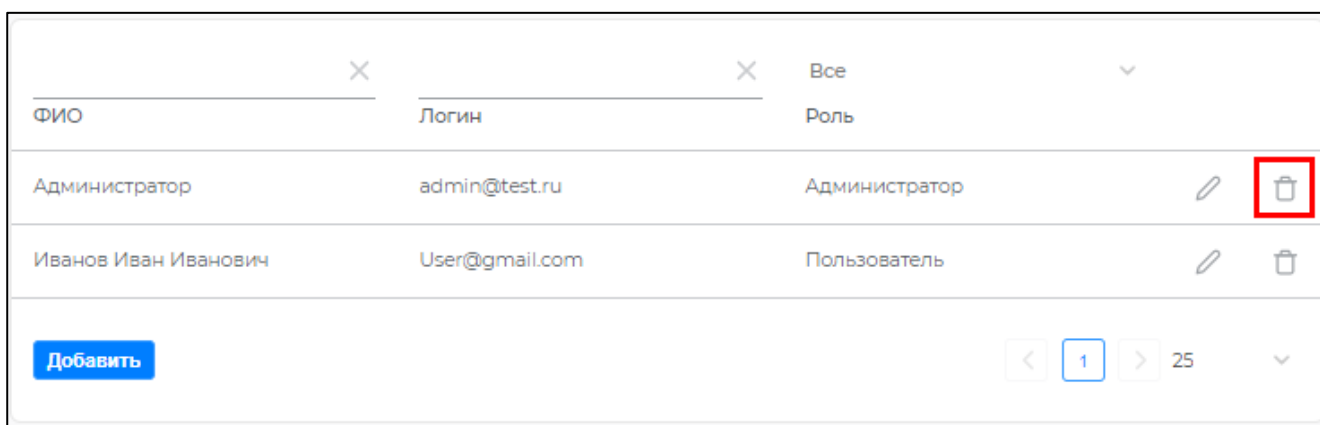 Все
ФИО Логин Роль
Администратор admin@test.ru Администратор
Иванов Иван Иванович User@gmail.com Пользователь
Добавить 1 25